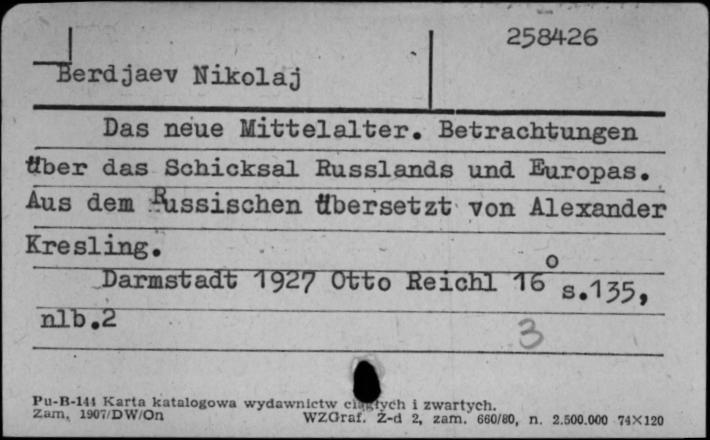 258426
Berdjaev Nikolaj
Das neue Mittelalter. Betrachtungen
über das Schicksal Russlands und Europas.
Aus dem Russischen übersetzt von Alexander
Kresling.
Darmstadt 1927 Otto Reichl 16° s.135,
nlb.2
3
Pu-B-144 Karta katalogowa wydawnictw ciągłych i zwartych.
Zam. 1907/DW/On WZGraf. Z-d 2, zam. 660/80, n. 2.500.000 74×120